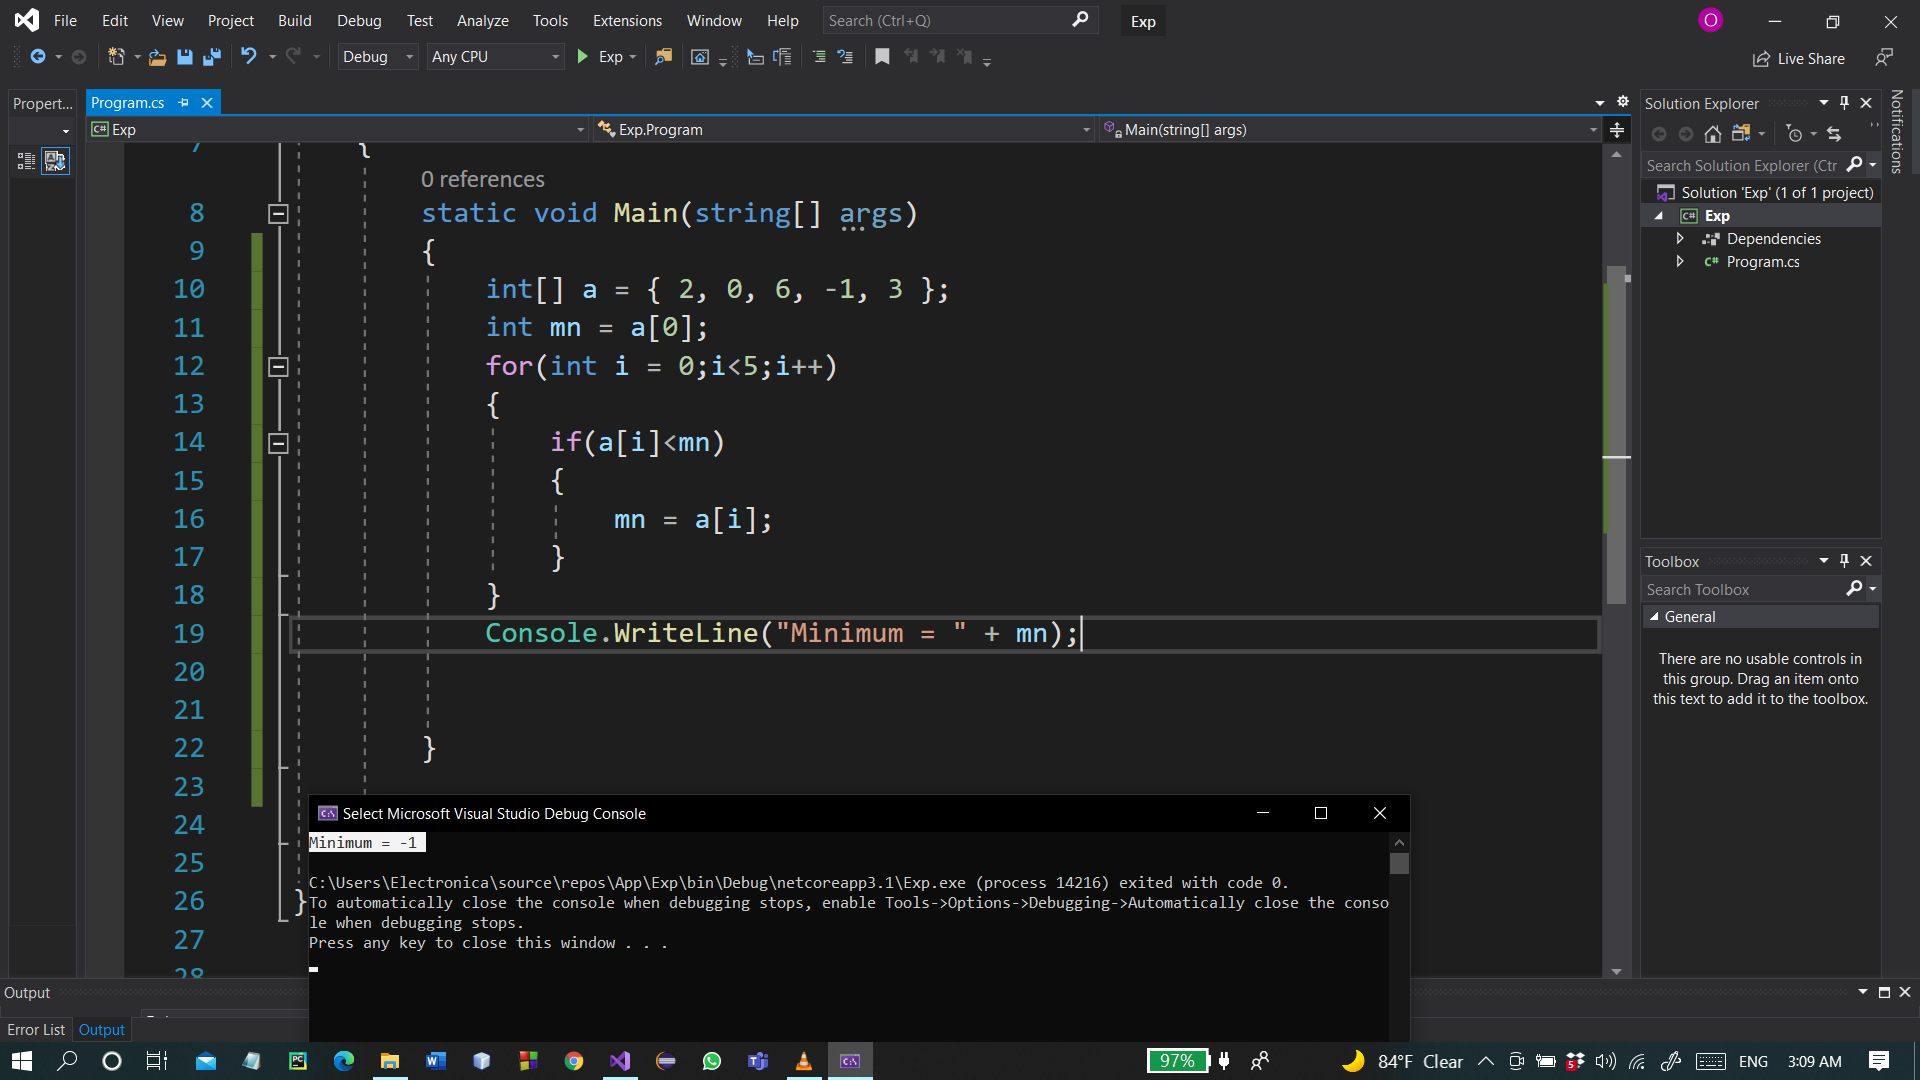 File Edit View Project Build Debug Test Analyze Tools Extensions Window Help Search (Ctrl+Q) Exp O
Debug Any CPU Exp Live Share
Propert...
Program.cs
Exp Exp.Program Main(string[] args)
7 {
0 references
8 static void Main(string[] args)
9 {
10 int[] a = { 2, 0, 6, -1, 3 };
11 int mn = a[0];
12 for(int i = 0;i<5;i++)
13 {
14 if(a[i]<mn)
15 {
16 mn = a[i];
17 }
18 }
19 Console.WriteLine("Minimum = " + mn);
20
21
22 }
23
24
25
26 }
27
28
Solution Explorer
Search Solution Explorer (Ctr
Solution 'Exp' (1 of 1 project)
C# Exp
Dependencies
C# Program.cs
Notifications
Toolbox
Search Toolbox
General
There are no usable controls in
this group. Drag an item onto
this text to add it to the toolbox.
Select Microsoft Visual Studio Debug Console
Minimum = -1
C:\Users\Electronica\source\repos\App\Exp\bin\Debug\netcoreapp3.1\Exp.exe (process 14216) exited with code 0.
To automatically close the console when debugging stops, enable Tools->Options->Debugging->Automatically close the conso
le when debugging stops.
Press any key to close this window . . .
Output
Error List Output
97% 84°F Clear 5 ENG 3:09 AM